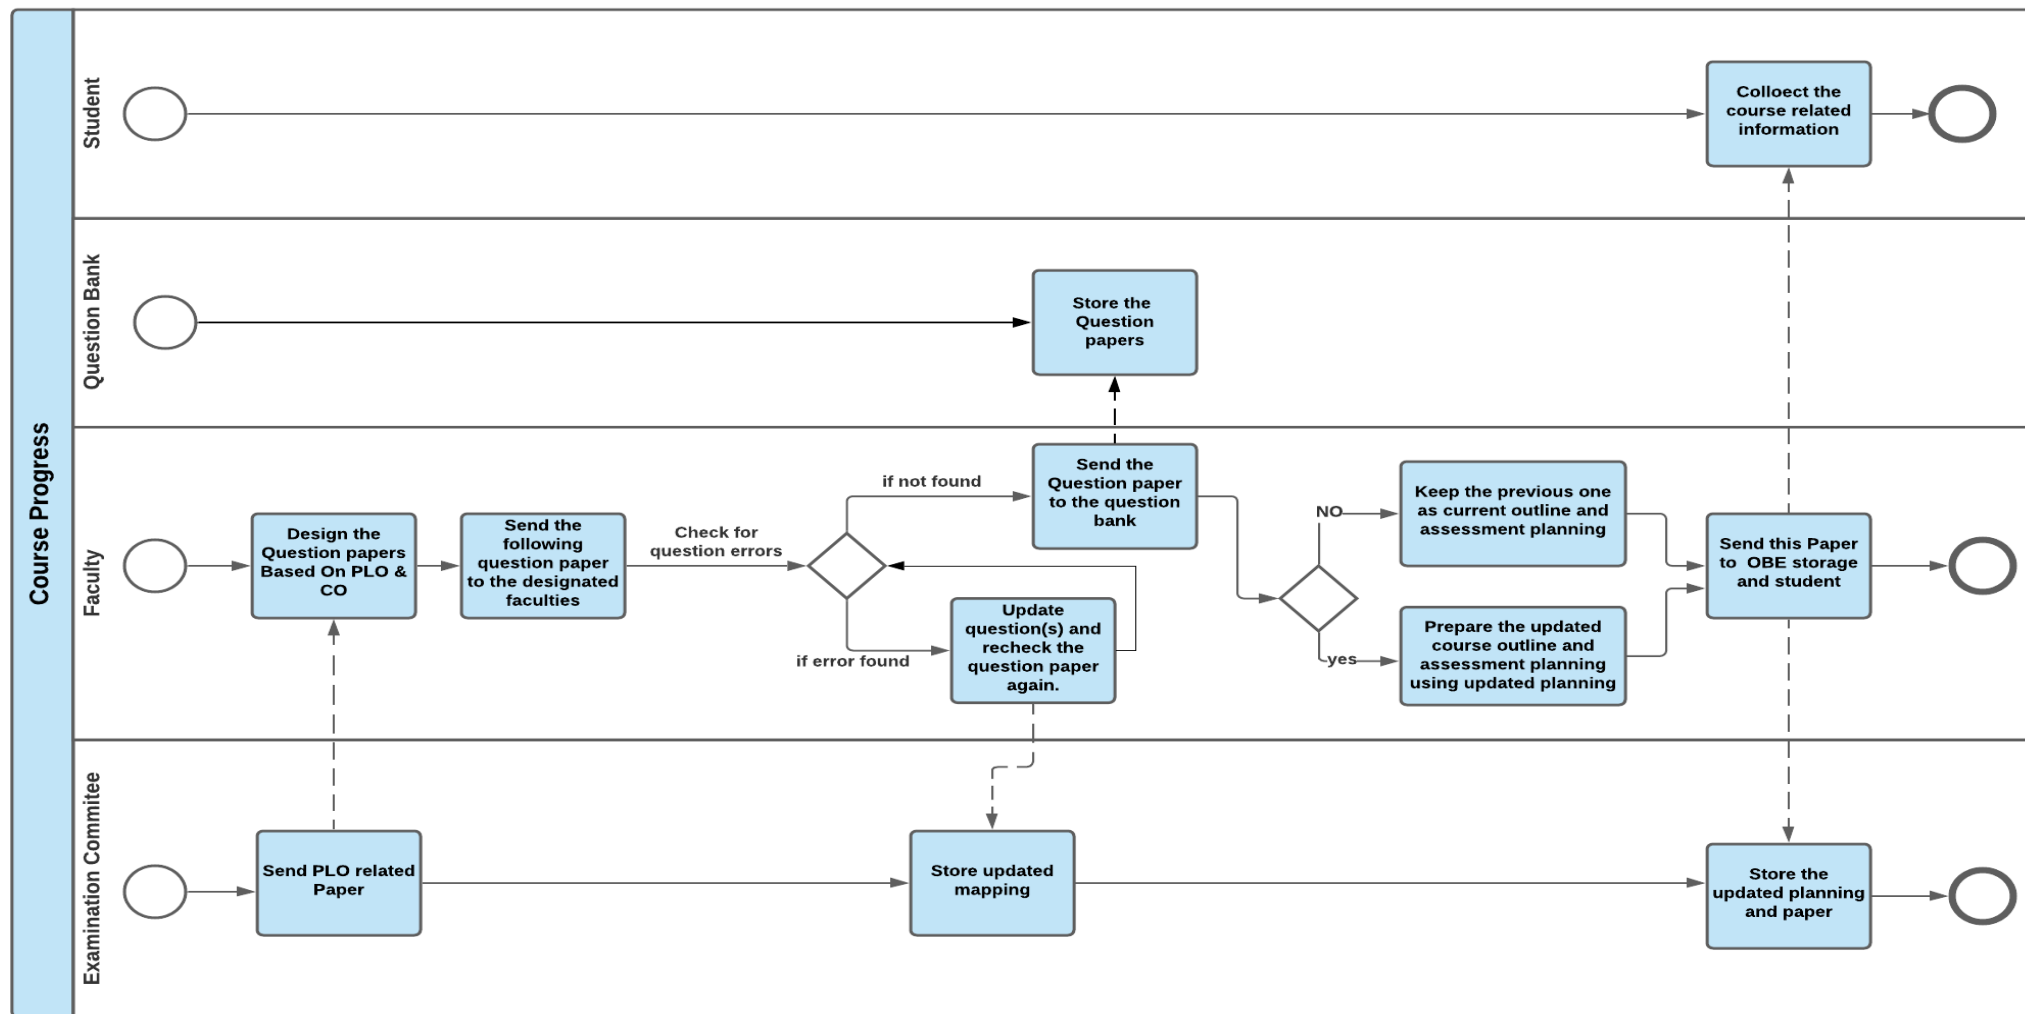 Course Progress
Student
Colloect the
course related
information
Question Bank
Store the
Question
papers
Faculty
Design the
Question papers
Based On PLO &
CO
Send the
following
question paper
to the designated
faculties
Check for
question errors
if not found
if error found
Send the
Question paper
to the question
bank
Update
question(s) and
recheck the
question paper
again.
NO
yes
Keep the previous one
as current outline and
assessment planning
Prepare the updated
course outline and
assessment planning
using updated planning
Send this Paper
to OBE storage
and student
Examination Commitee
Send PLO related
Paper
Store updated
mapping
Store the
updated planning
and paper